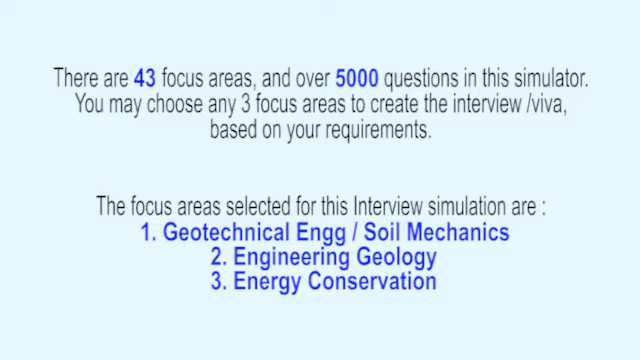 There are 43 focus areas, and over 5000 questions in this simulator.
You may choose any 3 focus areas to create the interview /viva,
based on your requirements.
The focus areas selected for this Interview simulation are :
1. Geotechnical Engg / Soil Mechanics
2. Engineering Geology
3. Energy Conservation